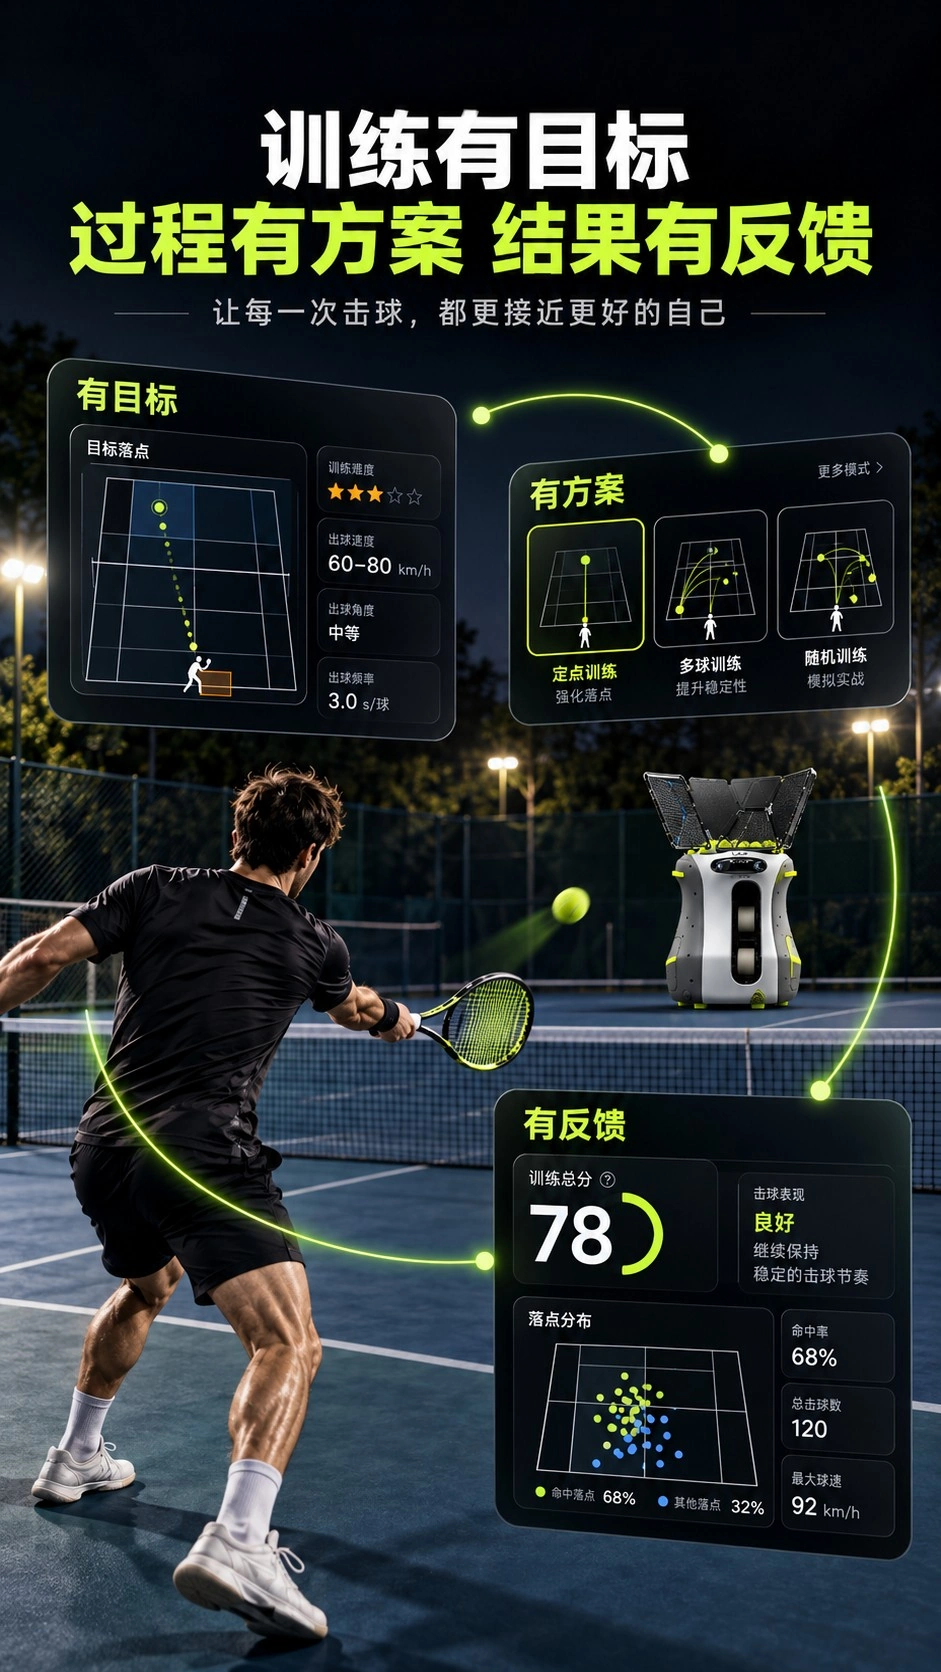 训练有目标
过程有方案 结果有反馈
让每一次击球，都更接近更好的自己
有目标
目标落点
训练难度
出球速度
60-80 km/h
出球角度
中等
出球频率
3.0 s/球
有方案
更多模式 >
定点训练
强化落点
多球训练
提升稳定性
随机训练
模拟实战
有反馈
训练总分 ?
78
击球表现
良好
继续保持
稳定的击球节奏
落点分布
命中落点 68%
其他落点 32%
命中率
68%
总击球数
120
最大球速
92 km/h